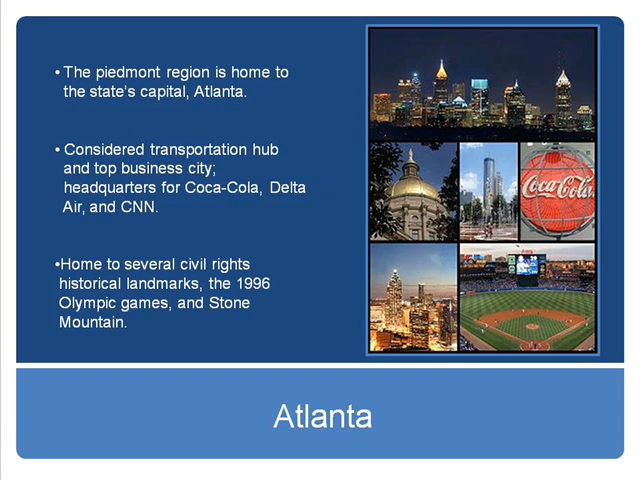 • The piedmont region is home to
the state's capital, Atlanta.
• Considered transportation hub
and top business city;
headquarters for Coca-Cola, Delta
Air, and CNN.
•Home to several civil rights
historical landmarks, the 1996
Olympic games, and Stone
Mountain.
Coca-Cola
Atlanta